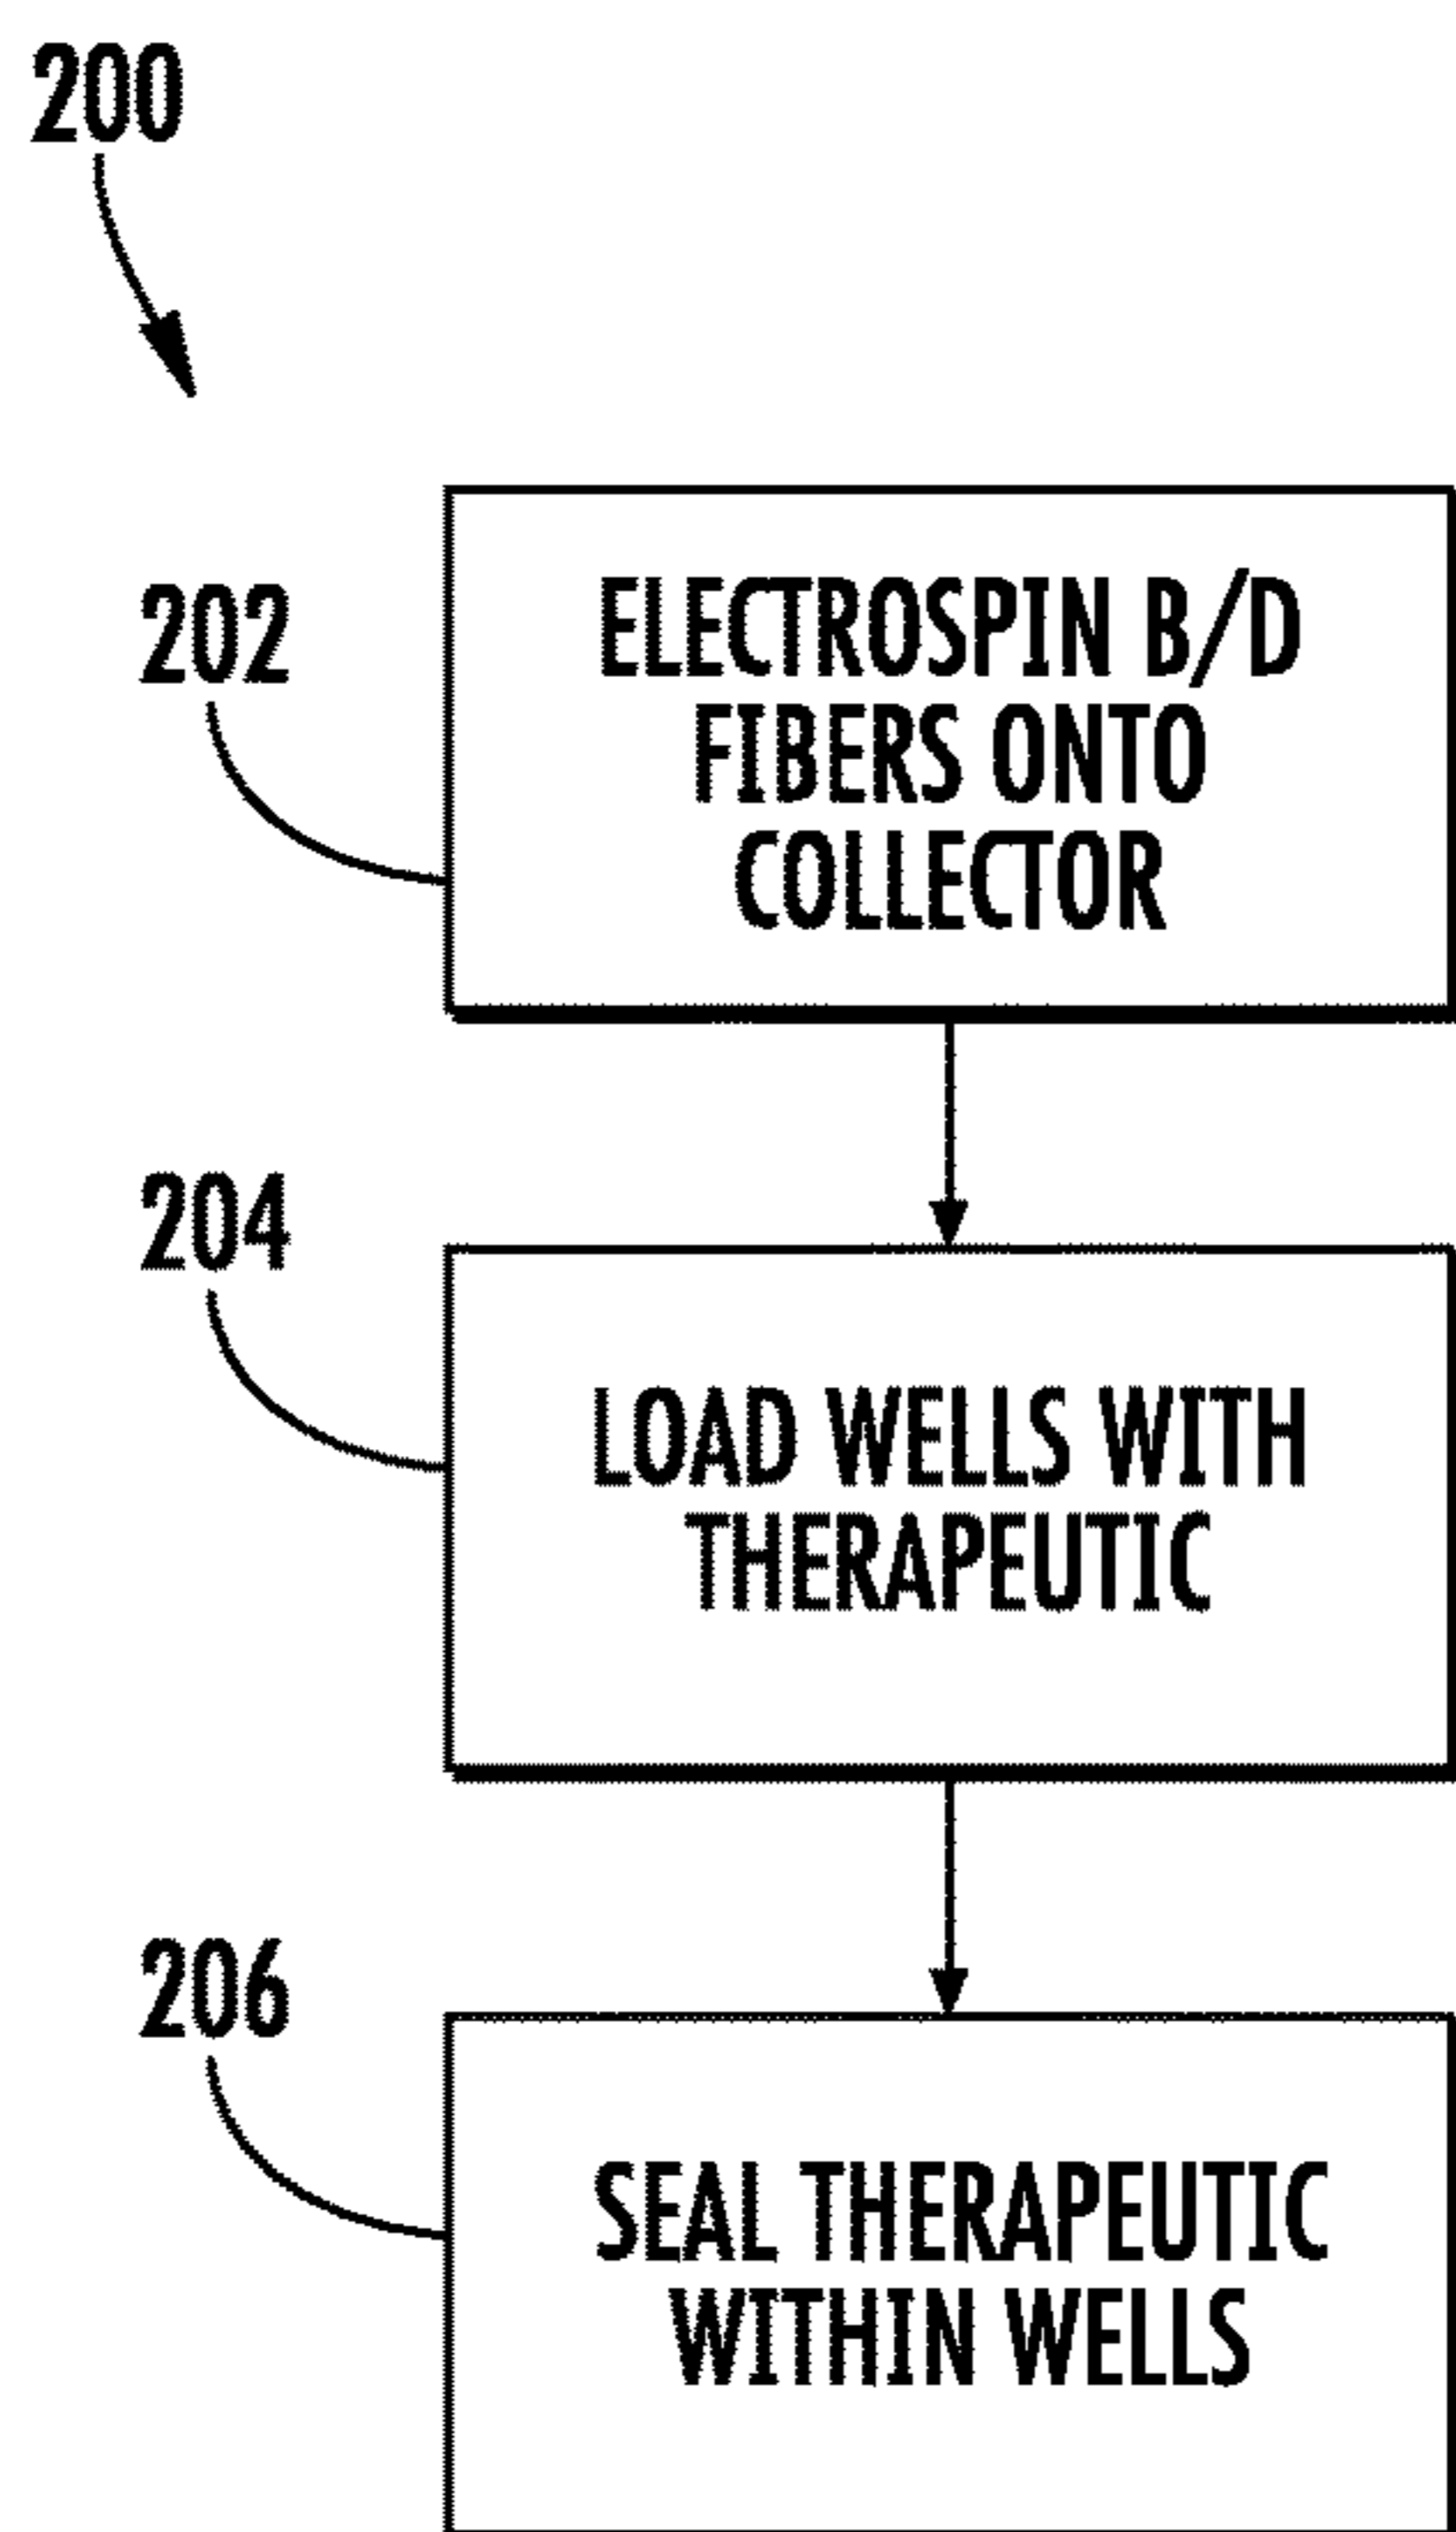 200
202
ELECTROSPIN B/D
FIBERS ONTO
COLLECTOR
204
LOAD WELLS WITH
THERAPEUTIC
206
SEAL THERAPEUTIC
WITHIN WELLS